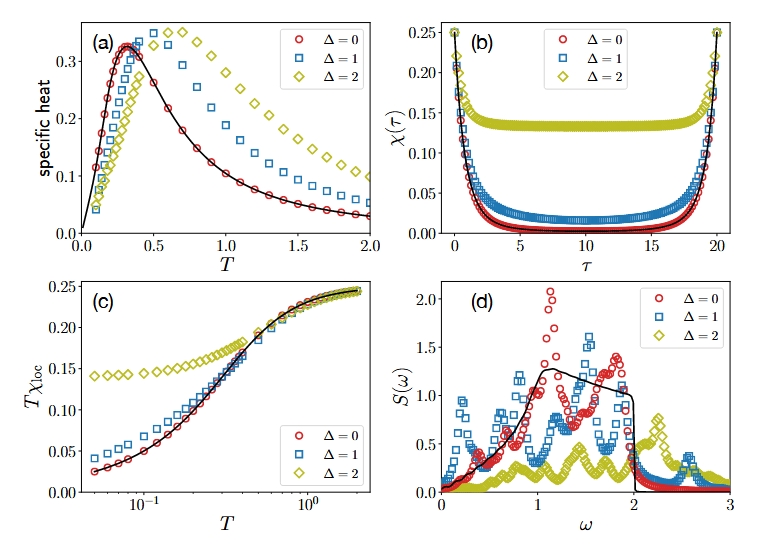 (a)
Δ = 0
Δ = 1
Δ = 2
specific heat
0.3
0.2
0.1
0.0
0.0 0.5 1.0 1.5 2.0
T
(b)
Δ = 0
Δ = 1
Δ = 2
χ(τ)
0.25
0.20
0.15
0.10
0.05
0.00
0 5 10 15 20
τ
(c)
Δ = 0
Δ = 1
Δ = 2
Tχloc
0.25
0.20
0.15
0.10
0.05
0.00
10⁻¹ 10⁰
T
(d)
Δ = 0
Δ = 1
Δ = 2
S(ω)
2.0
1.5
1.0
0.5
0.0
0 1 2 3
ω